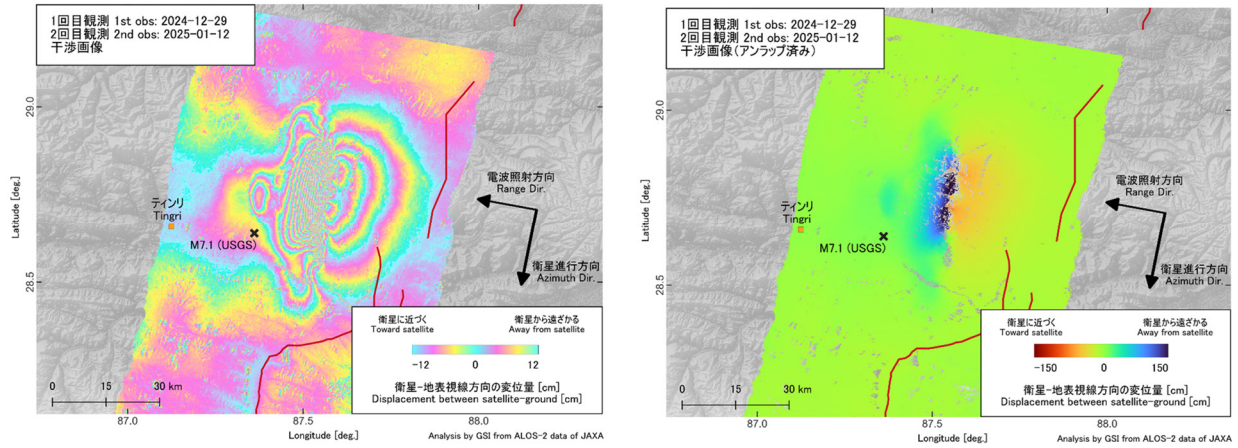 1回目観測 1st obs: 2024-12-29
2回目観測 2nd obs: 2025-01-12
干渉画像
29.0
28.5
Latitude [deg.]
ティンリ
Tingri
M7.1 (USGS)
電波照射方向
Range Dir.
衛星進行方向
Azimuth Dir.
衛星に近づく
Toward satellite
衛星から遠ざかる
Away from satellite
-12 0 12
衛星-地表視線方向の変位量 [cm]
Displacement between satellite-ground [cm]
0 15 30 km
87.0 87.5 88.0
Longitude [deg.]
Analysis by GSI from ALOS-2 data of JAXA
1回目観測 1st obs: 2024-12-29
2回目観測 2nd obs: 2025-01-12
干渉画像(アンラップ済み)
29.0
28.5
Latitude [deg.]
ティンリ
Tingri
M7.1 (USGS)
電波照射方向
Range Dir.
衛星進行方向
Azimuth Dir.
衛星に近づく
Toward satellite
衛星から遠ざかる
Away from satellite
-150 0 150
衛星-地表視線方向の変位量 [cm]
Displacement between satellite-ground [cm]
0 15 30 km
87.0 87.5 88.0
Longitude [deg.]
Analysis by GSI from ALOS-2 data of JAXA